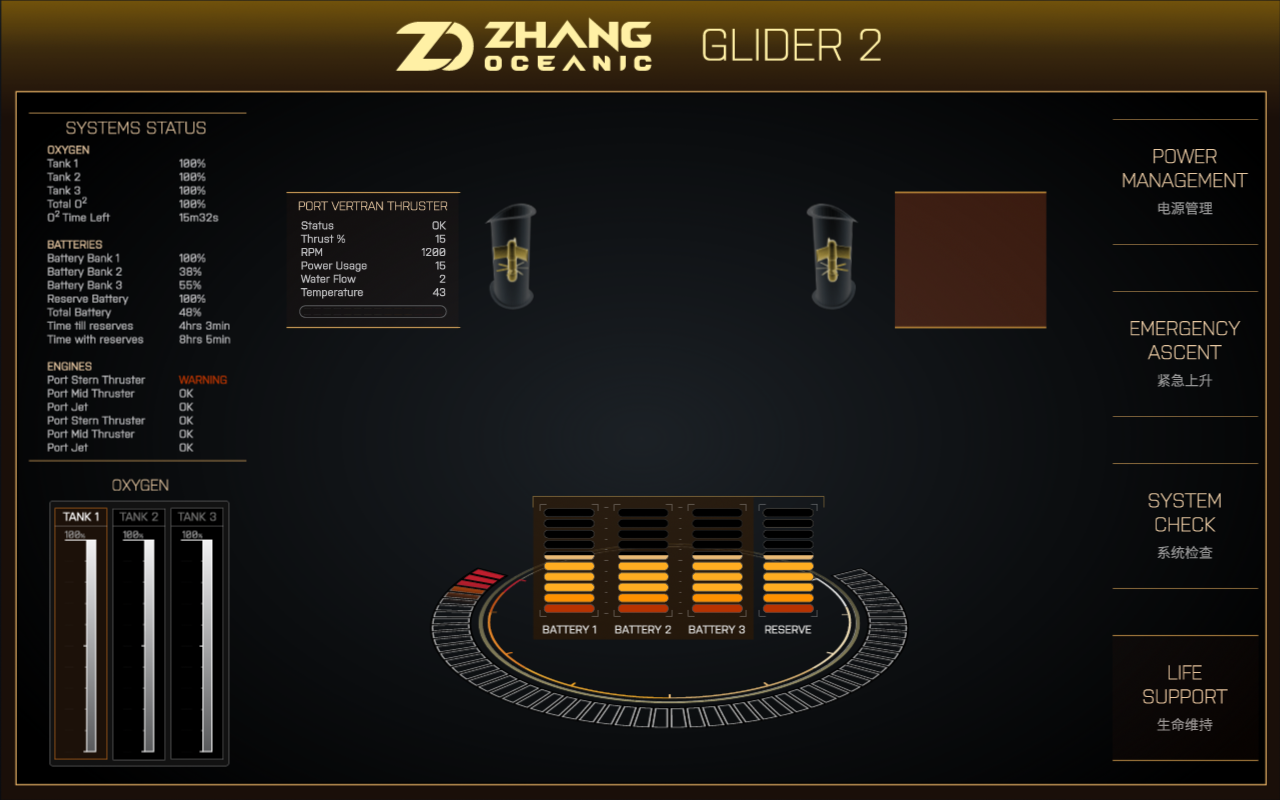 ZHANG
OCEANIC
GLIDER 2
SYSTEMS STATUS
OXYGEN
Tank 1 100%
Tank 2 100%
Tank 3 100%
Total O² 100%
O² Time Left 15m32s
BATTERIES
Battery Bank 1 100%
Battery Bank 2 38%
Battery Bank 3 55%
Reserve Battery 100%
Total Battery 48%
Time till reserves 4hrs 3min
Time with reserves 8hrs 5min
ENGINES
Port Stern Thruster WARNING
Port Mid Thruster OK
Port Jet OK
Port Stern Thruster OK
Port Mid Thruster OK
Port Jet OK
OXYGEN
TANK 1 TANK 2 TANK 3
100% 100% 100%
PORT VERTRAN THRUSTER
Status OK
Thrust % 15
RPM 1200
Power Usage 15
Water Flow 2
Temperature 43
BATTERY 1 BATTERY 2 BATTERY 3 RESERVE
POWER
MANAGEMENT
电源管理
EMERGENCY
ASCENT
紧急上升
SYSTEM
CHECK
系统检查
LIFE
SUPPORT
生命维持